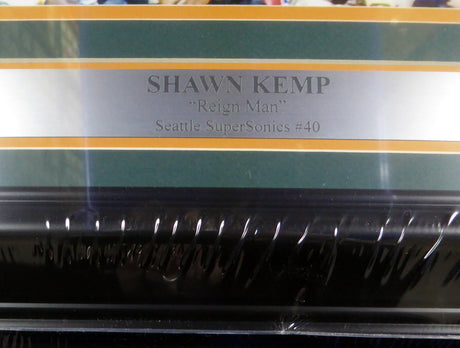 SHAWN KEMP
"Reign Man"
Seattle SuperSonics #40